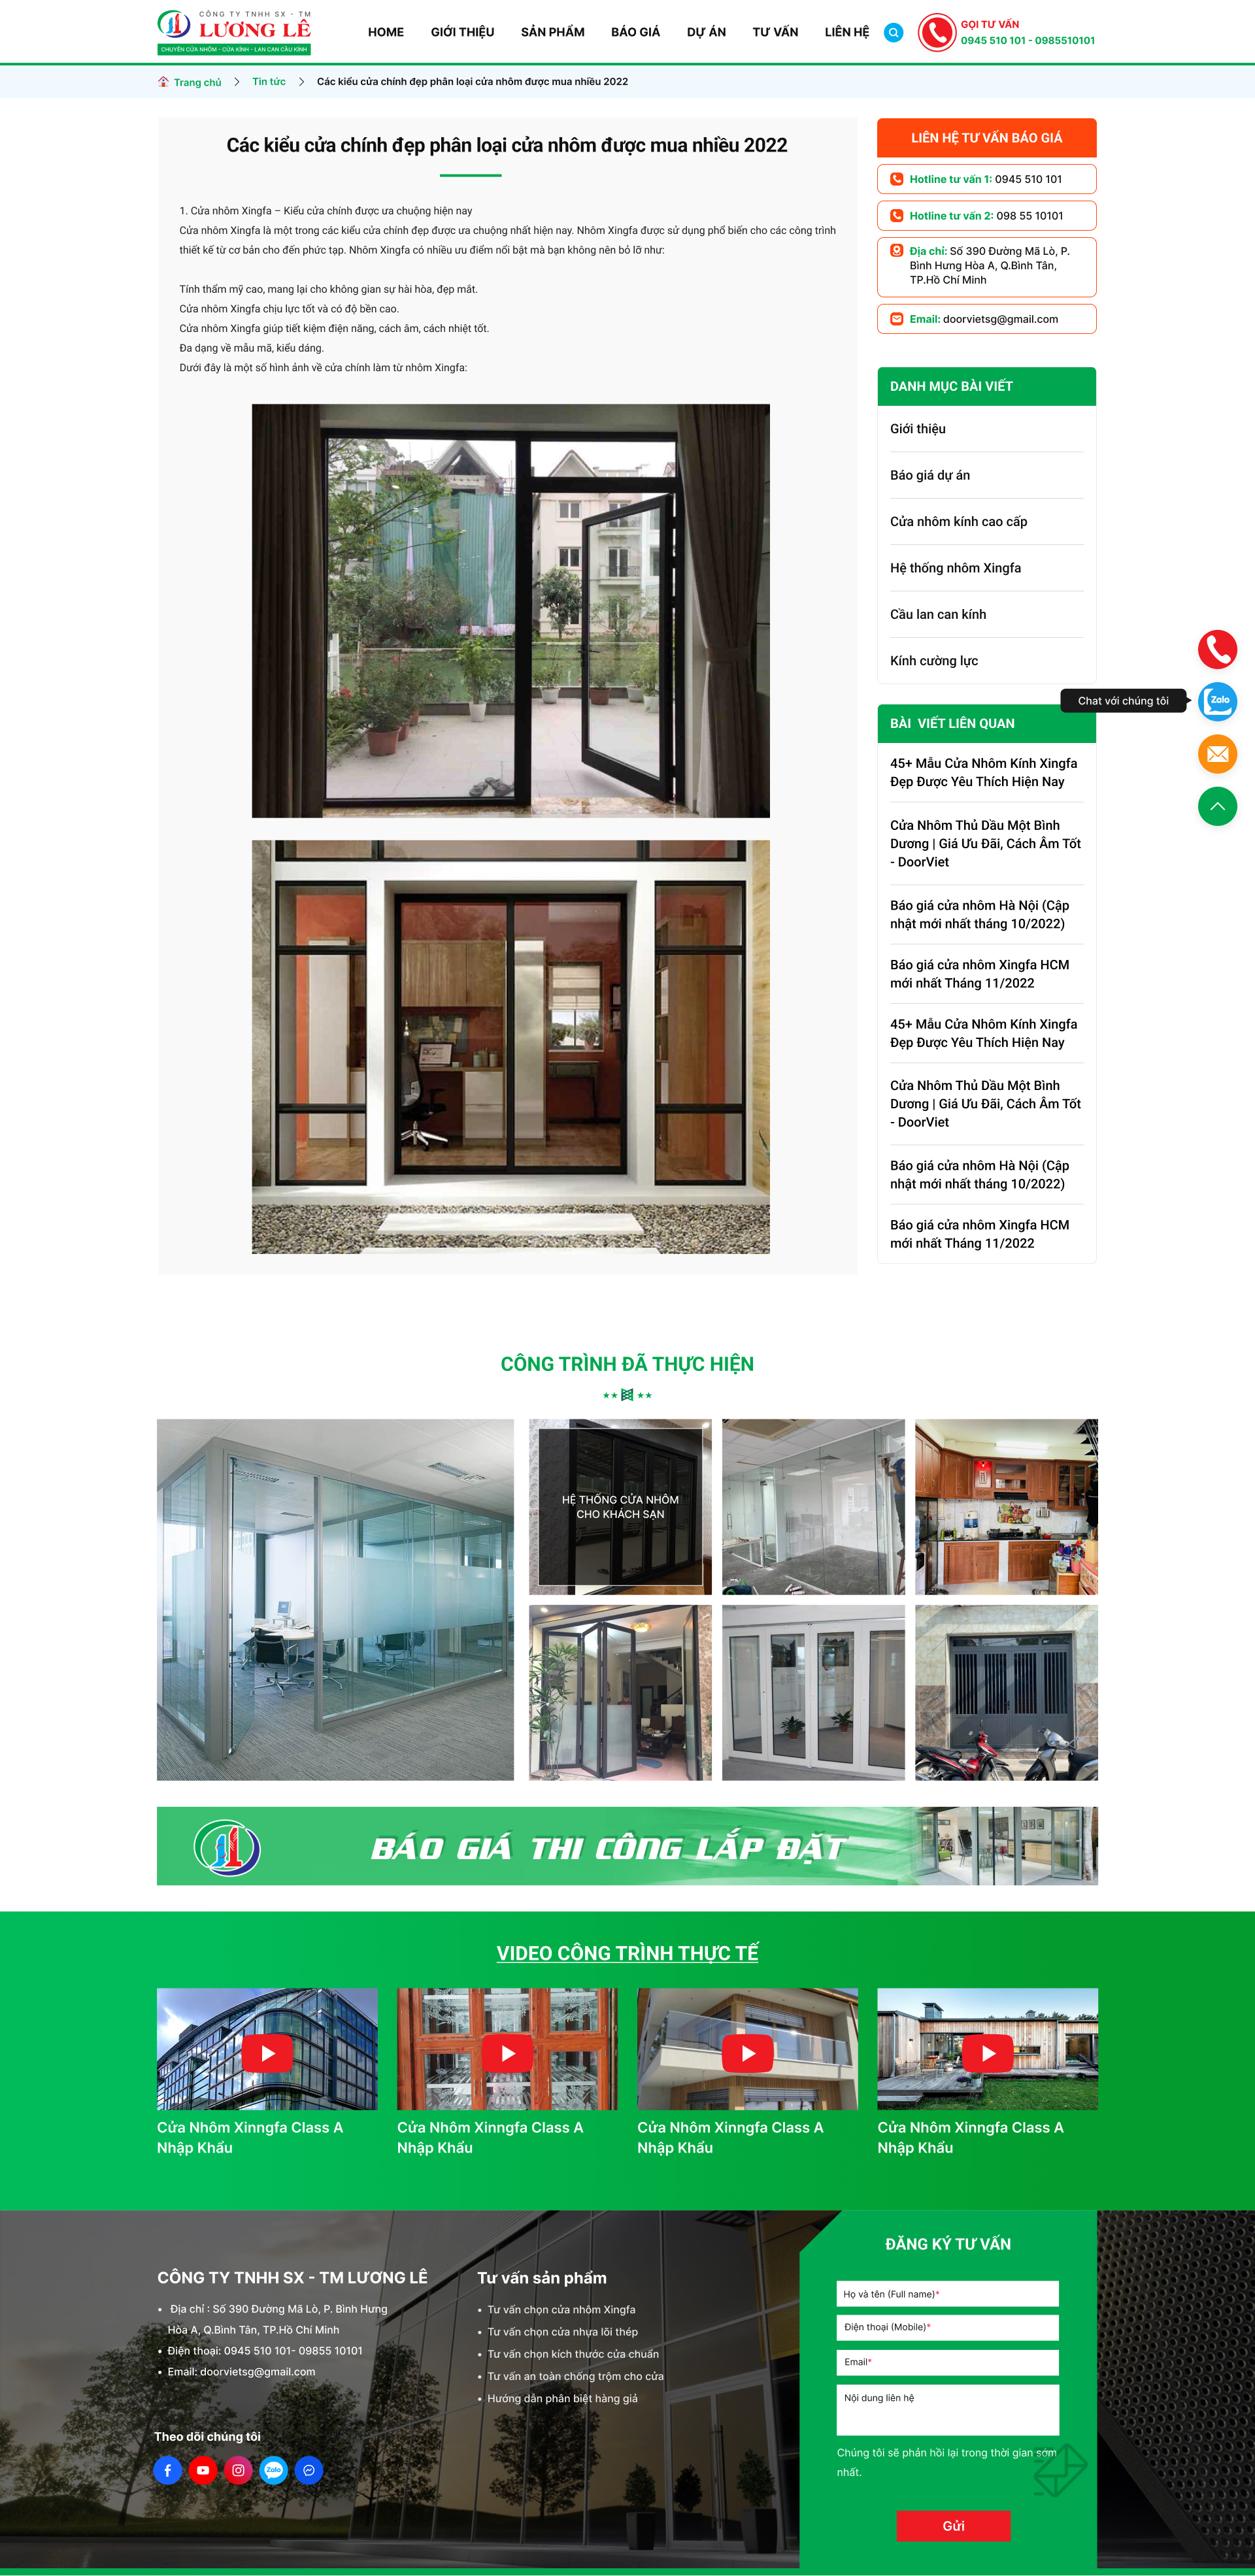 CÔNG TY TNHH SX - TM
LƯƠNG LÊ
CHUYÊN CỬA NHÔM - CỬA KÍNH - LAN CAN CẦU KÍNH
HOME
GIỚI THIỆU
SẢN PHẨM
BÁO GIÁ
DỰ ÁN
TƯ VẤN
LIÊN HỆ
GỌI TƯ VẤN
0945 510 101 - 0985510101
Trang chủ
Tin tức
Các kiểu cửa chính đẹp phân loại cửa nhôm được mua nhiều 2022
Các kiểu cửa chính đẹp phân loại cửa nhôm được mua nhiều 2022
1. Cửa nhôm Xingfa – Kiểu cửa chính được ưa chuộng hiện nay
Cửa nhôm Xingfa là một trong các kiểu cửa chính đẹp được ưa chuộng nhất hiện nay. Nhôm Xingfa được sử dụng phổ biến cho các công trình
thiết kế từ cơ bản cho đến phức tạp. Nhôm Xingfa có nhiều ưu điểm nổi bật mà bạn không nên bỏ lỡ như:
Tính thẩm mỹ cao, mang lại cho không gian sự hài hòa, đẹp mắt.
Cửa nhôm Xingfa chịu lực tốt và có độ bền cao.
Cửa nhôm Xingfa giúp tiết kiệm điện năng, cách âm, cách nhiệt tốt.
Đa dạng về mẫu mã, kiểu dáng.
Dưới đây là một số hình ảnh về cửa chính làm từ nhôm Xingfa:
LIÊN HỆ TƯ VẤN BÁO GIÁ
Hotline tư vấn 1: 0945 510 101
Hotline tư vấn 2: 098 55 10101
Địa chỉ: Số 390 Đường Mã Lò, P.
Bình Hưng Hòa A, Q.Bình Tân,
TP.Hồ Chí Minh
Email: doorvietsg@gmail.com
DANH MỤC BÀI VIẾT
Giới thiệu
Báo giá dự án
Cửa nhôm kính cao cấp
Hệ thống nhôm Xingfa
Cầu lan can kính
Kính cường lực
Chat với chúng tôi
Zalo
BÀI VIẾT LIÊN QUAN
45+ Mẫu Cửa Nhôm Kính Xingfa
Đẹp Được Yêu Thích Hiện Nay
Cửa Nhôm Thủ Dầu Một Bình
Dương | Giá Ưu Đãi, Cách Âm Tốt
- DoorViet
Báo giá cửa nhôm Hà Nội (Cập
nhật mới nhất tháng 10/2022)
Báo giá cửa nhôm Xingfa HCM
mới nhất Tháng 11/2022
45+ Mẫu Cửa Nhôm Kính Xingfa
Đẹp Được Yêu Thích Hiện Nay
Cửa Nhôm Thủ Dầu Một Bình
Dương | Giá Ưu Đãi, Cách Âm Tốt
- DoorViet
Báo giá cửa nhôm Hà Nội (Cập
nhật mới nhất tháng 10/2022)
Báo giá cửa nhôm Xingfa HCM
mới nhất Tháng 11/2022
CÔNG TRÌNH ĐÃ THỰC HIỆN
HỆ THỐNG CỬA NHÔM
CHO KHÁCH SẠN
BÁO GIÁ THI CÔNG LẮP ĐẶT
VIDEO CÔNG TRÌNH THỰC TẾ
Cửa Nhôm Xinngfa Class A
Nhập Khẩu
Cửa Nhôm Xinngfa Class A
Nhập Khẩu
Cửa Nhôm Xinngfa Class A
Nhập Khẩu
Cửa Nhôm Xinngfa Class A
Nhập Khẩu
CÔNG TY TNHH SX - TM LƯƠNG LÊ
• Địa chỉ : Số 390 Đường Mã Lò, P. Bình Hưng
Hòa A, Q.Bình Tân, TP.Hồ Chí Minh
• Điện thoại: 0945 510 101- 09855 10101
• Email: doorvietsg@gmail.com
Theo dõi chúng tôi
Zalo
Tư vấn sản phẩm
• Tư vấn chọn cửa nhôm Xingfa
• Tư vấn chọn cửa nhựa lõi thép
• Tư vấn chọn kích thước cửa chuẩn
• Tư vấn an toàn chống trộm cho cửa
• Hướng dẫn phân biệt hàng giả
ĐĂNG KÝ TƯ VẤN
Họ và tên (Full name)*
Điện thoại (Mobile)*
Email*
Nội dung liên hệ
Chúng tôi sẽ phản hồi lại trong thời gian sớm
nhất.
Gửi